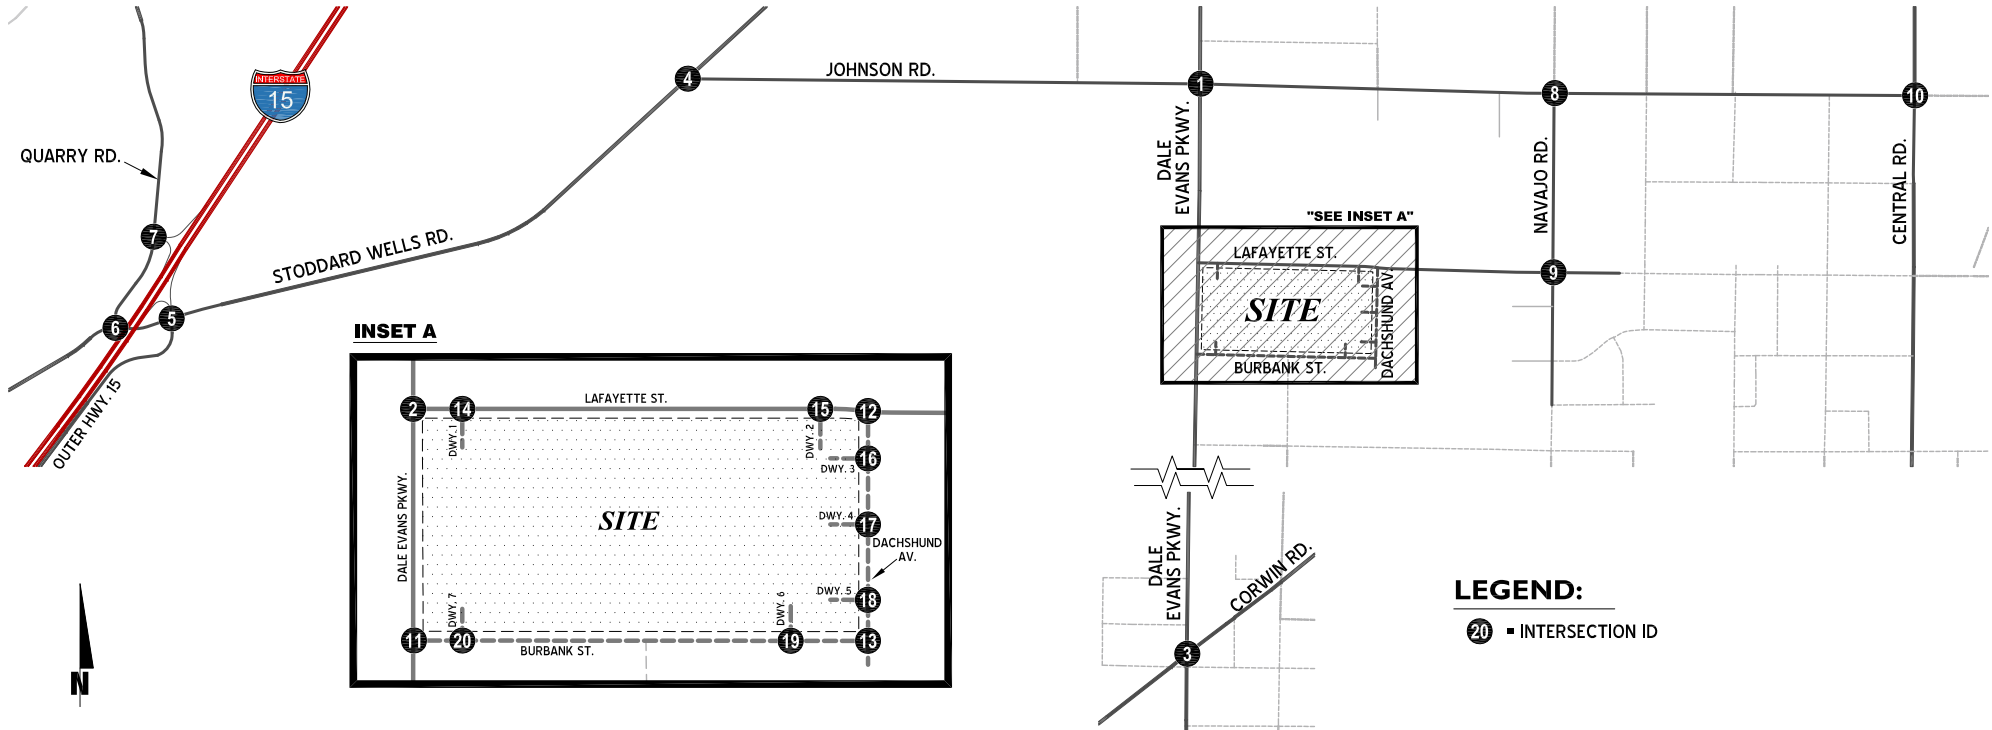 INTERSTATE
15
4
JOHNSON RD.
1
8
10
QUARRY RD.
DALE
EVANS PKWY.
NAVAJO RD.
CENTRAL RD.
7
STODDARD WELLS RD.
"SEE INSET A"
LAFAYETTE ST.
SITE
DACHSHUND AV.
BURBANK ST.
9
5
6
OUTER HWY. 15
INSET A
LAFAYETTE ST.
2
14
15
12
DWY. 1
DWY. 2
16
DWY. 3
DALE EVANS PKWY.
SITE
DWY. 4
17
DACHSHUND
AV.
DWY. 5
18
DWY. 7
DWY. 6
11
20
19
13
BURBANK ST.
N
DALE
EVANS PKWY.
CORWIN RD.
3
LEGEND:
20 = INTERSECTION ID